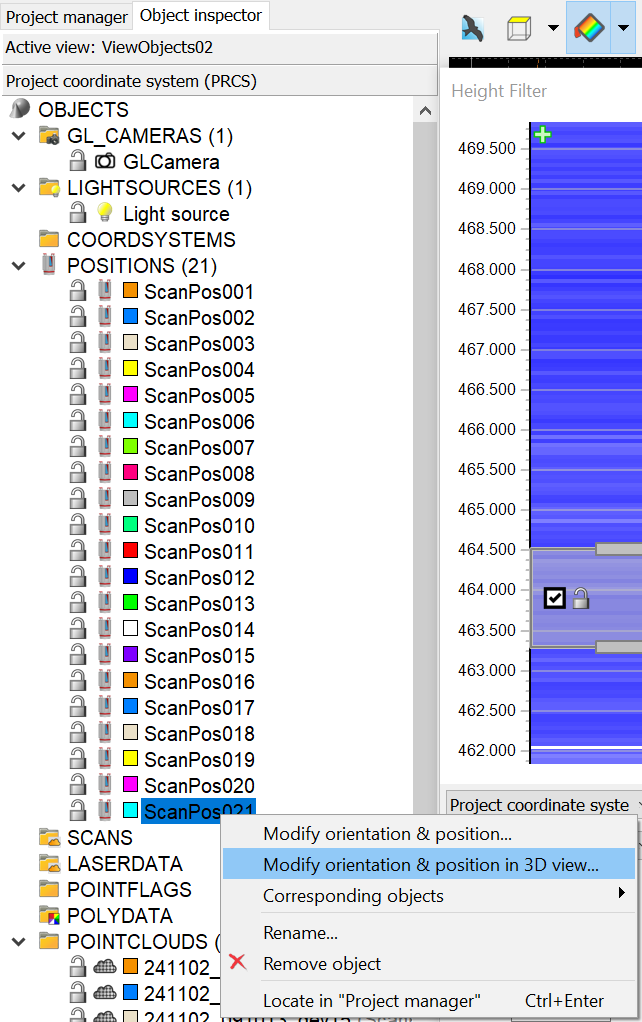 Project manager
Object inspector
Active view: ViewObjects02
Project coordinate system (PRCS)
OBJECTS
GL_CAMERAS (1)
GLCamera
LIGHTSOURCES (1)
Light source
COORDSYSTEMS
POSITIONS (21)
ScanPos001
ScanPos002
ScanPos003
ScanPos004
ScanPos005
ScanPos006
ScanPos007
ScanPos008
ScanPos009
ScanPos010
ScanPos011
ScanPos012
ScanPos013
ScanPos014
ScanPos015
ScanPos016
ScanPos017
ScanPos018
ScanPos019
ScanPos020
ScanPos021
SCANS
LASERDATA
POINTFLAGS
POLYDATA
POINTCLOUDS (
241102_
241102_
Height Filter
469.500
469.000
468.500
468.000
467.500
467.000
466.500
466.000
465.500
465.000
464.500
464.000
463.500
463.000
462.500
462.000
Project coordinate syste
Modify orientation & position...
Modify orientation & position in 3D view...
Corresponding objects
Rename...
Remove object
Locate in "Project manager" Ctrl+Enter